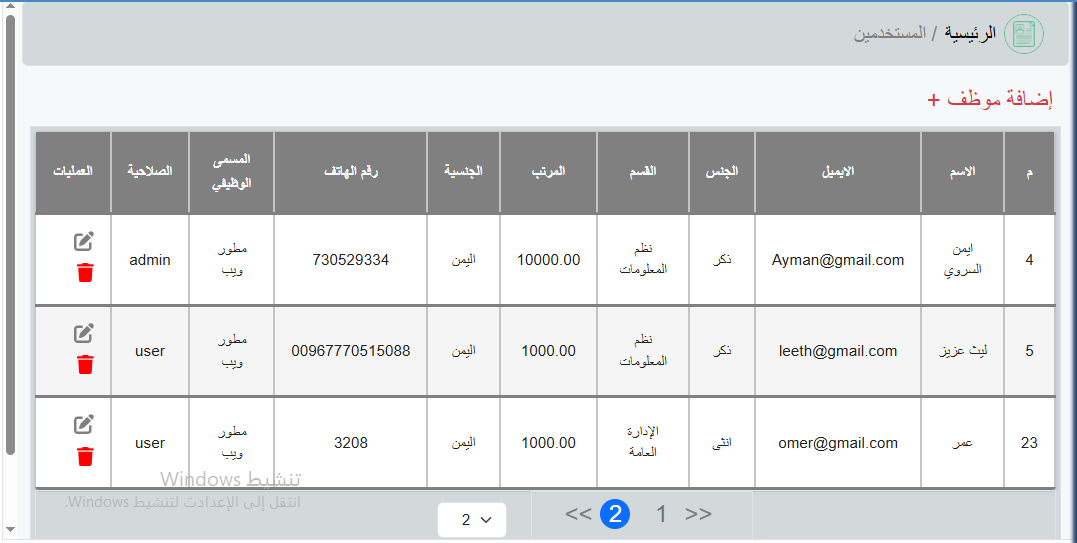 الرئيسية / المستخدمين
إضافة موظف +
م الاسم الايميل الجنس القسم المرتب الجنسية رقم الهاتف المسمى الوظيفي الصلاحية العمليات
4 ايمن السروي Ayman@gmail.com ذكر نظم المعلومات 10000.00 اليمن 730529334 مطور ويب admin
5 ليث عزيز leeth@gmail.com ذكر نظم المعلومات 1000.00 اليمن 00967770515088 مطور ويب user
23 عمر omer@gmail.com انثى الإدارة العامة 1000.00 اليمن 3208 مطور ويب user
تنشيط Windows
انتقل إلى الإعدادت لتنشيط Windows.
<< 1 2 >>
2